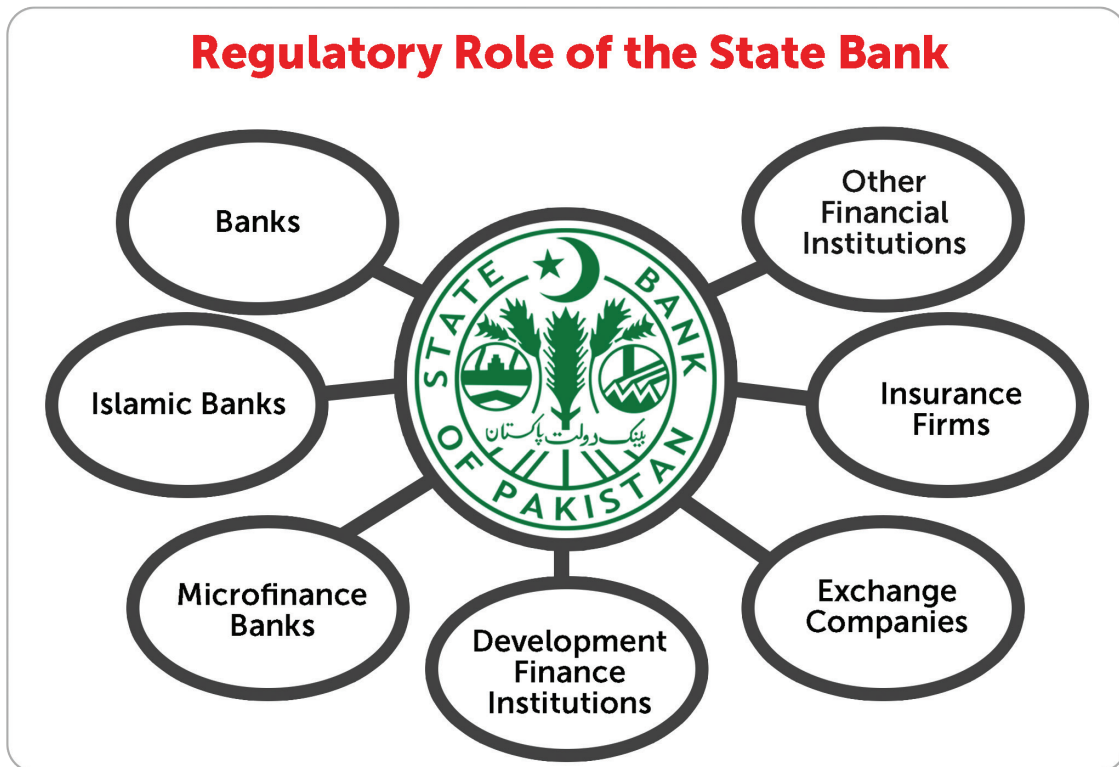 Regulatory Role of the State Bank
Banks
Other
Financial
Institutions
STATE BANK
OF PAKISTAN
بینک دولت پاکستان
Islamic Banks
Insurance
Firms
Microfinance
Banks
Development
Finance
Institutions
Exchange
Companies